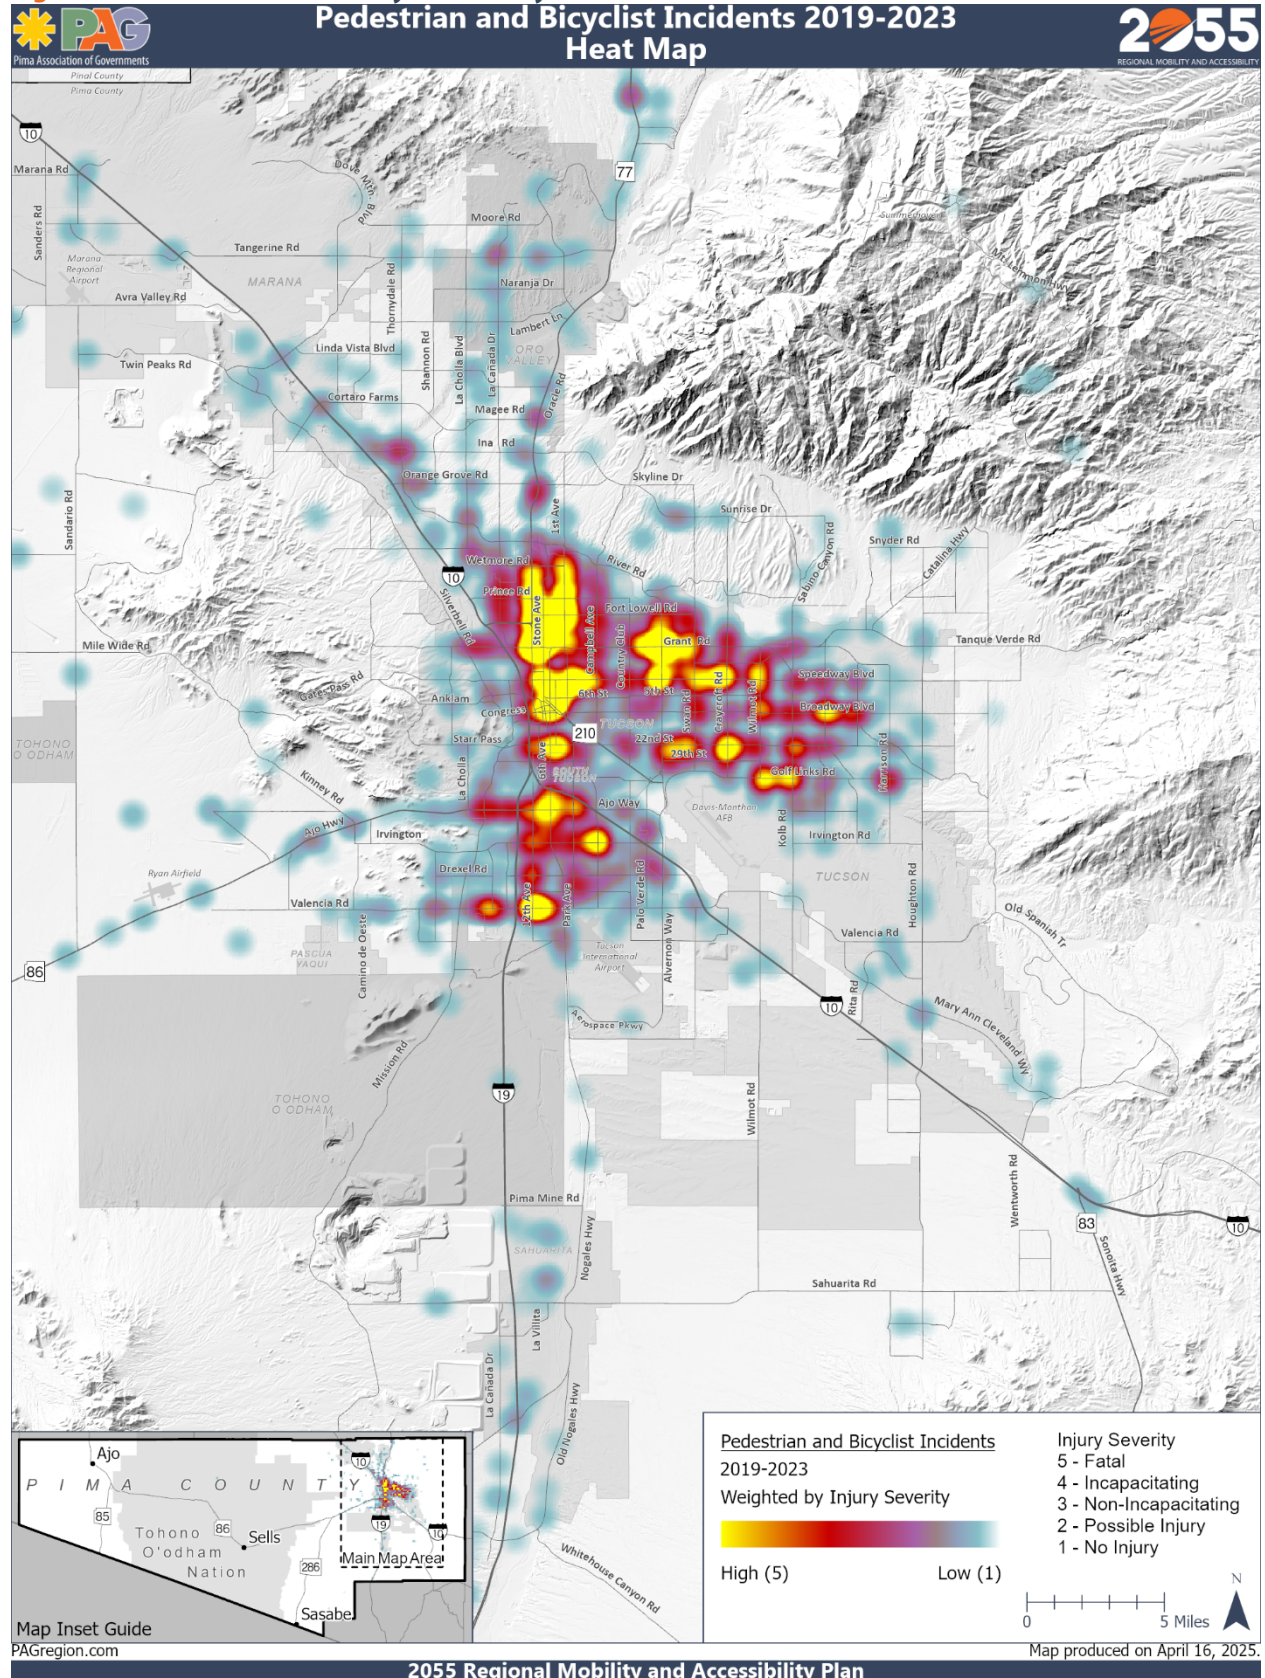 Pedestrian and Bicyclist Incidents 2019-2023
Heat Map
PAG
Pima Association of Governments
2055
REGIONAL MOBILITY AND ACCESSIBILITY
Pinal County
Pima County
10
Marana Rd
Dove Mtn. Blvd
77
Sanders Rd
Moore Rd
Summerhaven
Tangerine Rd
Marana
Regional
Airport
MARANA
Thornydale Rd
Naranja Dr
Mt Lemmon Hwy
Avra Valley Rd
Lambert Ln
Linda Vista Blvd
Shannon Rd
La Cholla Blvd
La Cañada Dr
ORO
VALLEY
Twin Peaks Rd
Cortaro Farms
Magee Rd
Oracle Rd
Ina Rd
Orange Grove Rd
Skyline Dr
Sandario Rd
1st Ave
Sunrise Dr
Snyder Rd
Catalina Hwy
Wetmore Rd
River Rd
Sabino Canyon Rd
10
Prince Rd
Silverbell Rd
Stone Ave
Fort Lowell Rd
Campbell Ave
Country Club
Grant Rd
Tanque Verde Rd
Mile Wide Rd
Speedway Blvd
Gates Pass Rd
6th St
5th St
Swan Rd
Craycroft Rd
Wilmot Rd
Anklam
Congress
Broadway Blvd
TUCSON
210
TOHONO
O ODHAM
Starr Pass
22nd St
29th St
6th Ave
Harrison Rd
La Cholla
SOUTH
TUCSON
Golf Links Rd
Kinney Rd
Ajo Way
Davis-Monthan
AFB
Ajo Hwy
Irvington
Kolb Rd
Irvington Rd
Drexel Rd
Ryan Airfield
TUCSON
Palo Verde Rd
Houghton Rd
Valencia Rd
12th Ave
Park Ave
Old Spanish Tr
Camino de Oeste
Valencia Rd
PASCUA
YAQUI
Tucson
International
Airport
Alvernon Way
86
Rita Rd
10
Mary Ann Cleveland Wy
Aerospace Pkwy
Mission Rd
19
TOHONO
O ODHAM
Wilmot Rd
Wentworth Rd
Pima Mine Rd
83
10
SAHUARITA
Nogales Hwy
Sonoita Hwy
Sahuarita Rd
La Villita
La Cañada Dr
Old Nogales Hwy
Whitehouse Canyon Rd
Ajo
10
PIMA COUNTY
85
86
Tohono
O'odham
Nation
Sells
19
10
286
Main Map Area
Sasabe
Map Inset Guide
Pedestrian and Bicyclist Incidents
2019-2023
Weighted by Injury Severity
High (5)
Low (1)
Injury Severity
5 - Fatal
4 - Incapacitating
3 - Non-Incapacitating
2 - Possible Injury
1 - No Injury
N
0
5 Miles
PAGregion.com
Map produced on April 16, 2025.
2055 Regional Mobility and Accessibility Plan